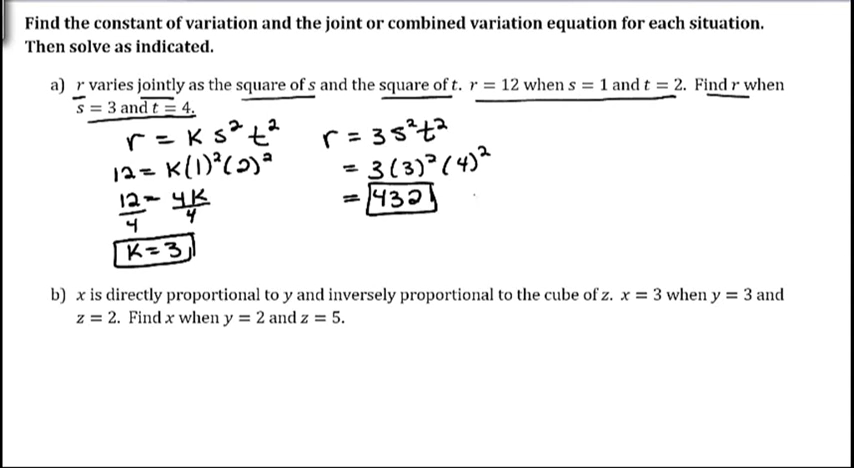 Find the constant of variation and the joint or combined variation equation for each situation.
Then solve as indicated.
a) r varies jointly as the square of s and the square of t. r = 12 when s = 1 and t = 2. Find r when
s = 3 and t = 4.
r = K s² t²
12 = K(1)²(2)²
12/4 = 4K/4
K = 3
r = 3s²t²
= 3(3)²(4)²
= 432
b) x is directly proportional to y and inversely proportional to the cube of z. x = 3 when y = 3 and
z = 2. Find x when y = 2 and z = 5.